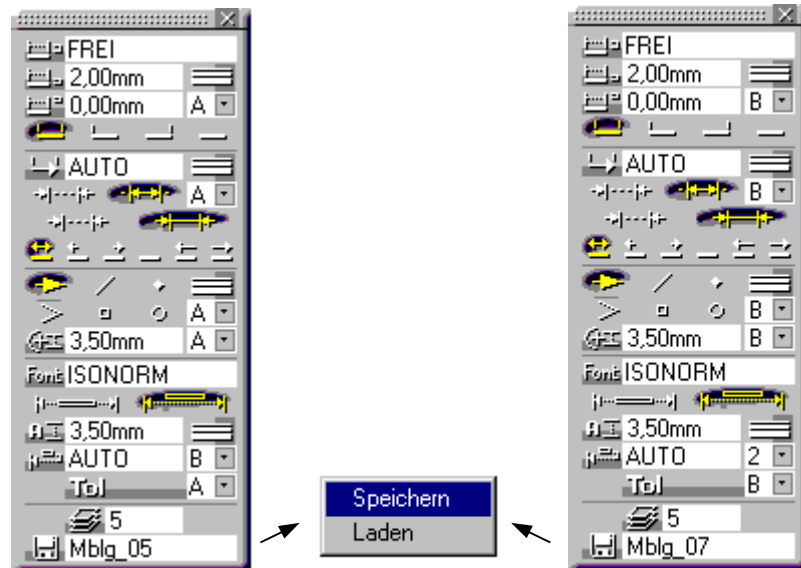 FREI
2,00mm
0,00mm A
AUTO
A
A
3,50mm A
Font ISONORM
A 3,50mm
AUTO B
Tol A
5
Mblg_05
Speichern
Laden
FREI
2,00mm
0,00mm B
AUTO
B
B
3,50mm B
Font ISONORM
A 3,50mm
AUTO 2
Tol B
5
Mblg_07